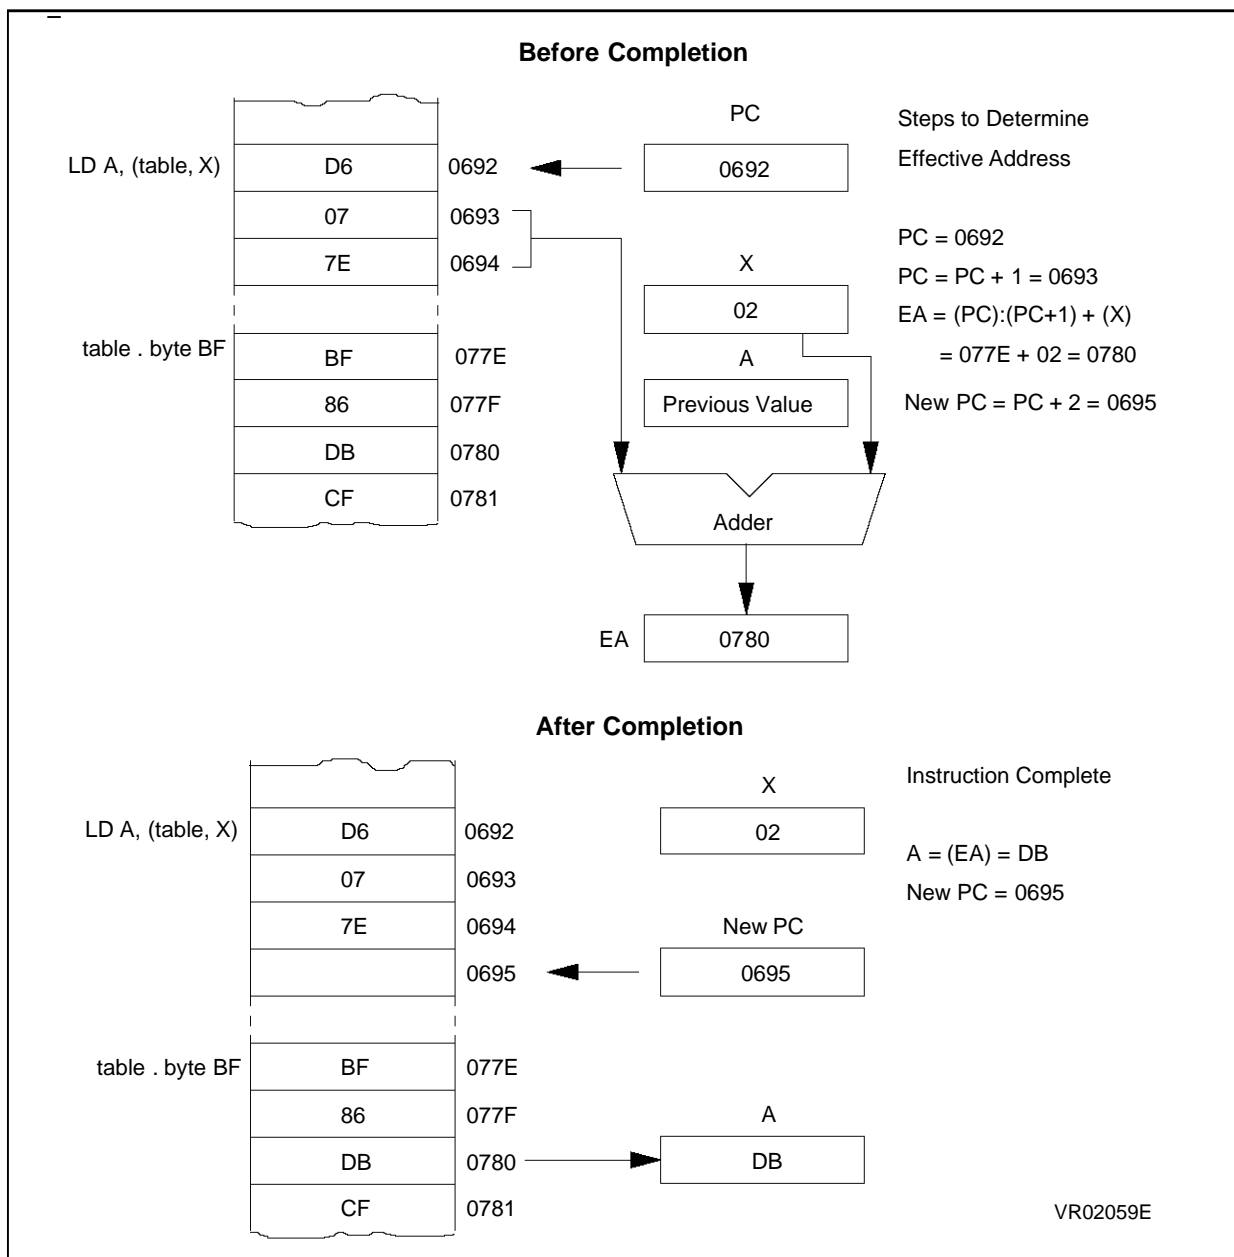 Before Completion
PC
Steps to Determine
Effective Address
LD A, (table, X)
D6
0692
0692
07
0693
7E
0694
X
02
PC = 0692
PC = PC + 1 = 0693
EA = (PC):(PC+1) + (X)
= 077E + 02 = 0780
New PC = PC + 2 = 0695
table . byte BF
BF
077E
A
Previous Value
86
077F
DB
0780
CF
0781
Adder
EA
0780
After Completion
X
Instruction Complete
LD A, (table, X)
D6
0692
02
A = (EA) = DB
New PC = 0695
07
0693
7E
0694
New PC
0695
0695
table . byte BF
BF
077E
86
077F
A
DB
0780
DB
CF
0781
VR02059E